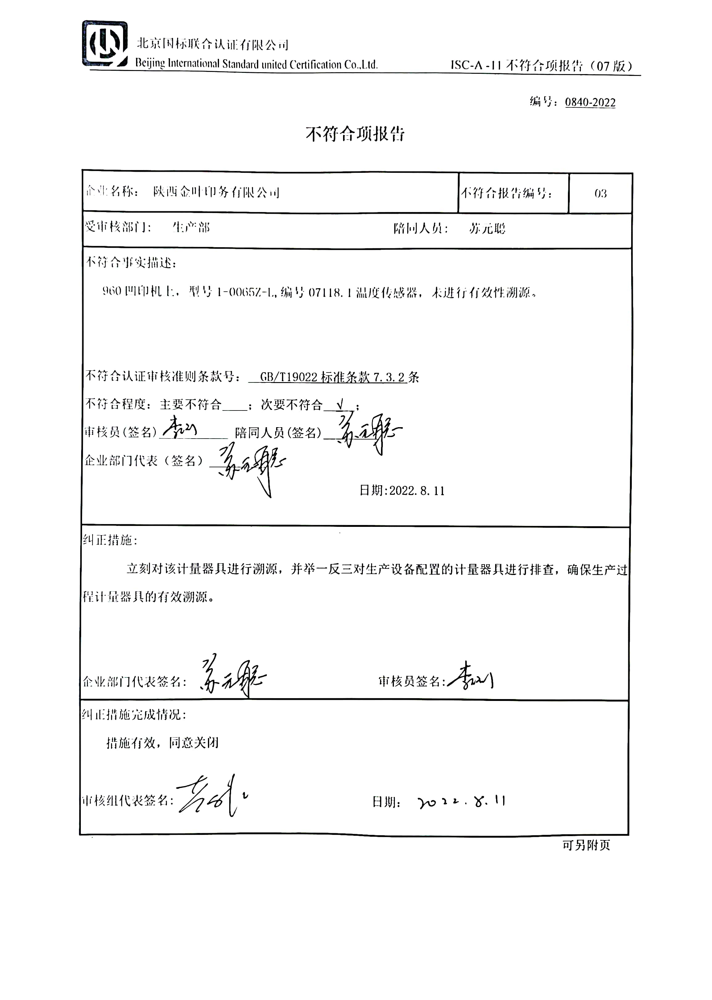 北京国标联合认证有限公司
Beijing International Standard united Certification Co.,Ltd.
ISC-A -11 不符合项报告（07 版）
编号：0840-2022
不符合项报告
企业名称： 陕西金叶印务有限公司 不符合报告编号： 03
受审核部门： 生产部 陪同人员： 苏元聪
不符合事实描述：
960 凹印机上，型号 1-0065Z-L, 编号 07118.1 温度传感器，未进行有效性溯源。
不符合认证审核准则条款号： GB/T19022 标准条款 7.3.2 条
不符合程度：主要不符合____；次要不符合 √ ；
审核员(签名) 陪同人员(签名) 苏元聪
企业部门代表（签名） 苏元聪
日期:2022.8.11
纠正措施：
立刻对该计量器具进行溯源，并举一反三对生产设备配置的计量器具进行排查，确保生产过
程计量器具的有效溯源。
企业部门代表签名： 苏元聪 审核员签名:
纠正措施完成情况：
措施有效，同意关闭
审核组代表签名： 日期： 2022.8.11
可另附页